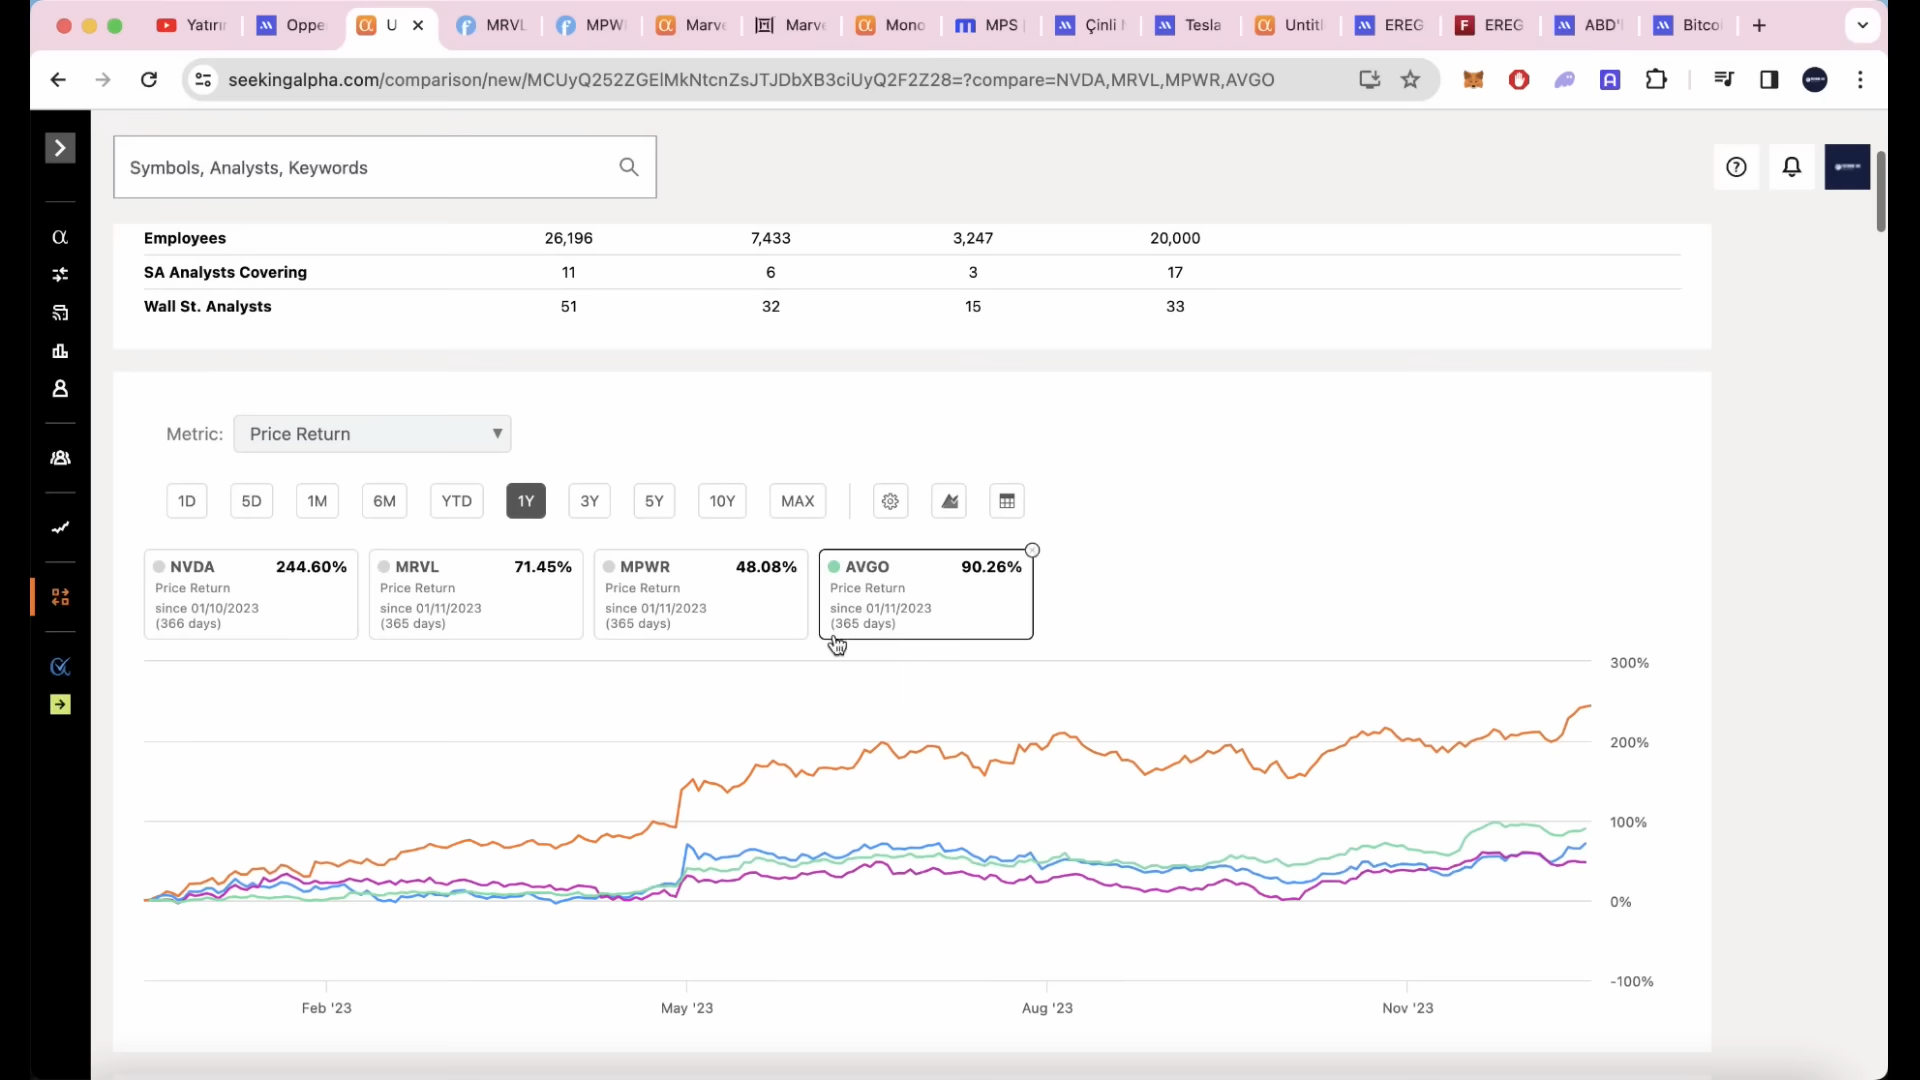 Yatırı
Oppe
U
MRVL
MPW
Marve
Marve
Mono
MPS |
Çinli
Tesla
Untitl
EREG
EREG
ABD'
Bitco
seekingalpha.com/comparison/new/MCUyQ252ZGElMkNtcnZsJTJDbXB3ciUyQ2F2Z28=?compare=NVDA,MRVL,MPWR,AVGO
Symbols, Analysts, Keywords
Employees 26,196 7,433 3,247 20,000
SA Analysts Covering 11 6 3 17
Wall St. Analysts 51 32 15 33
Metric: Price Return
1D 5D 1M 6M YTD 1Y 3Y 5Y 10Y MAX
NVDA 244.60%
Price Return
since 01/10/2023
(366 days)
MRVL 71.45%
Price Return
since 01/11/2023
(365 days)
MPWR 48.08%
Price Return
since 01/11/2023
(365 days)
AVGO 90.26%
Price Return
since 01/11/2023
(365 days)
300%
200%
100%
0%
-100%
Feb '23 May '23 Aug '23 Nov '23